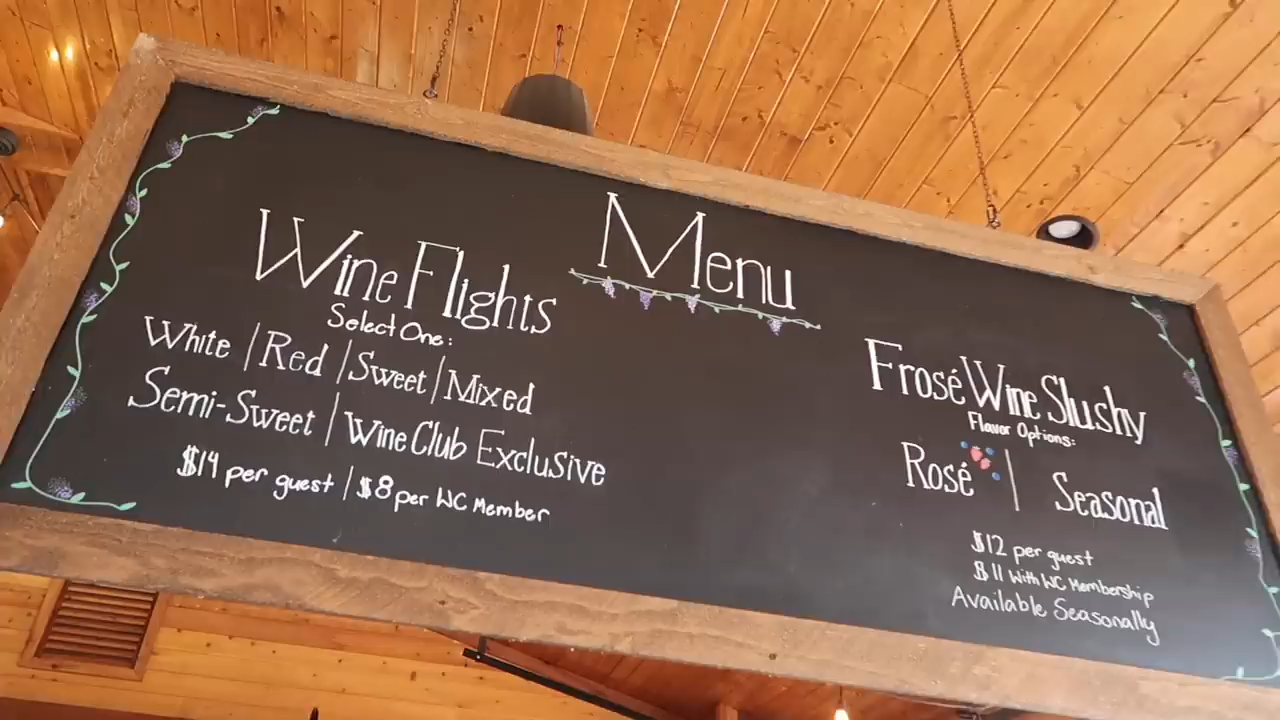 Menu
Wine Flights
Select One:
White | Red | Sweet | Mixed
Semi-Sweet | Wine Club Exclusive
$14 per guest | $8 per WC Member
Frosé Wine Slushy
Flavor Options:
Rosé | Seasonal
$12 per guest
$11 with WC Membership
Available Seasonally